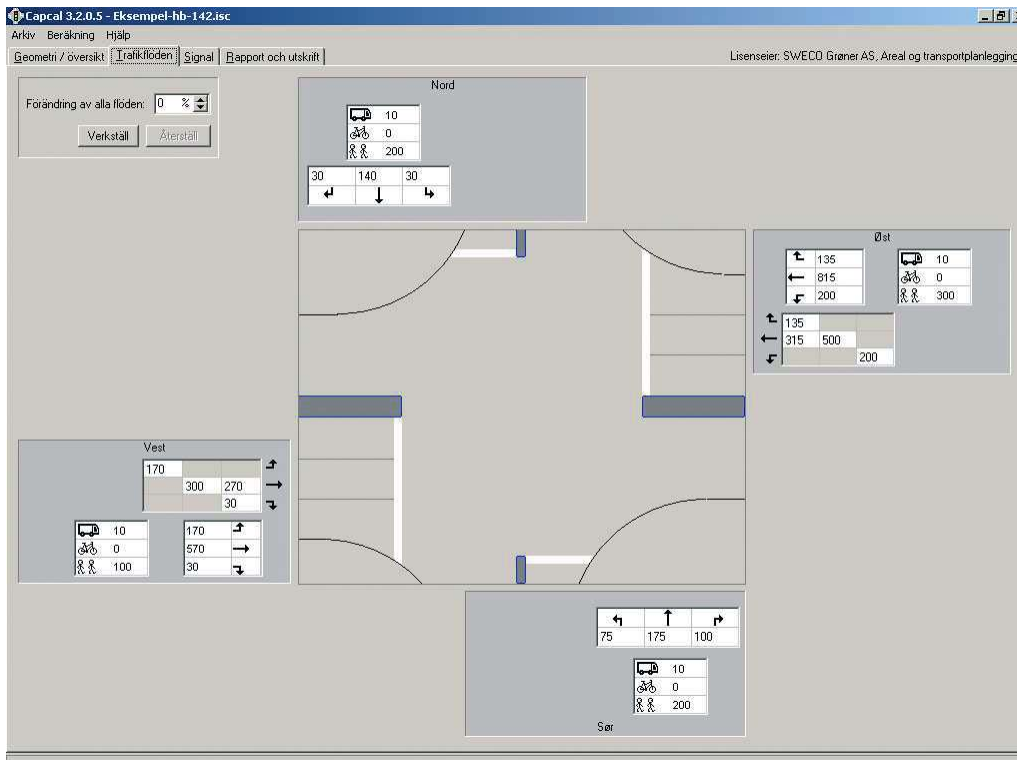 Capcal 3.2.0.5 - Eksempel-hb-142.isc
Arkiv Beräkning Hjälp
Geometri / översikt Trafikflöden Signal Rapport och utskrift Lisenseier: SWECO Grøner AS, Areal og transportplanlegging
Förändring av alla flöden: 0 %
Verkställ Återställ
Nord
10
0
200
30 140 30
Øst
135 10
815 0
200 300
135
315 500
200
Vest
170
300 270
30
10 170
0 570
100 30
75 175 100
10
0
200
Sør